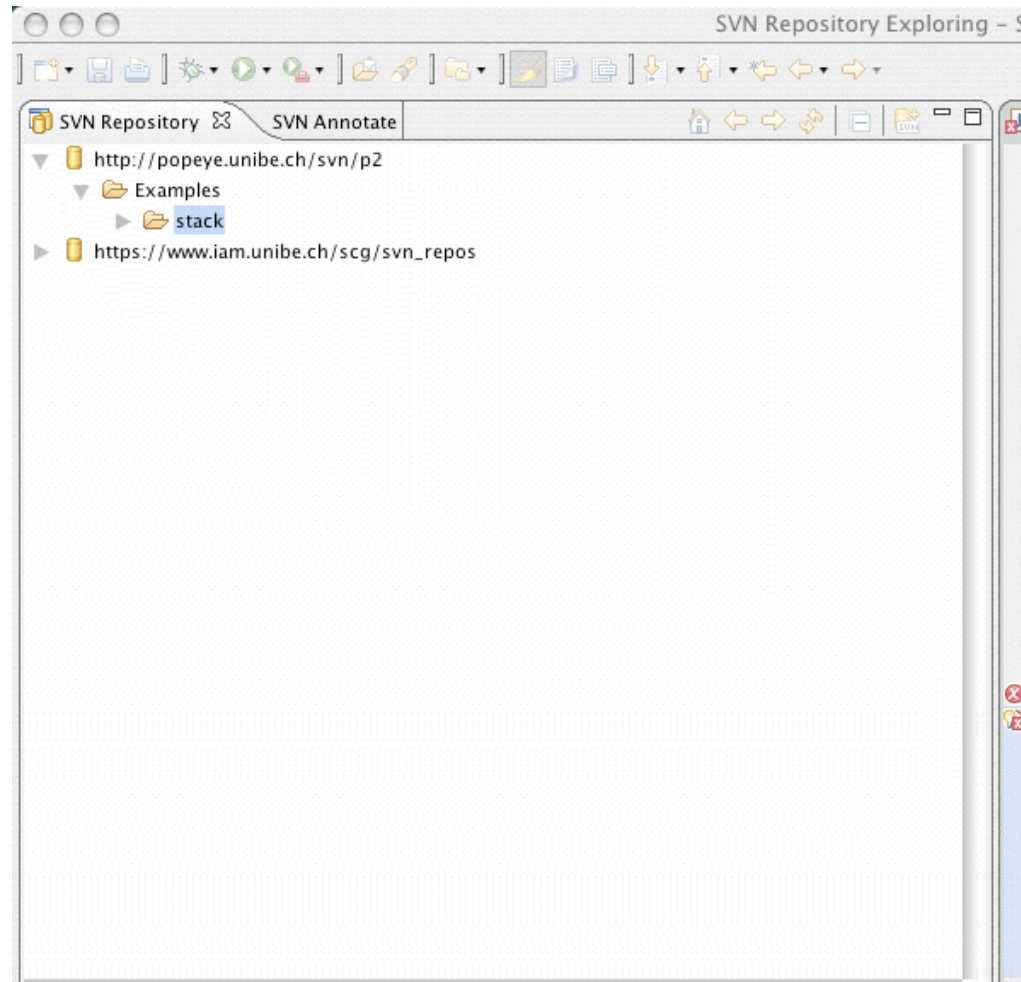 SVN Repository Exploring – S
SVN Repository
SVN Annotate
SVN
http://popeye.unibe.ch/svn/p2
Examples
stack
https://www.iam.unibe.ch/scg/svn_repos